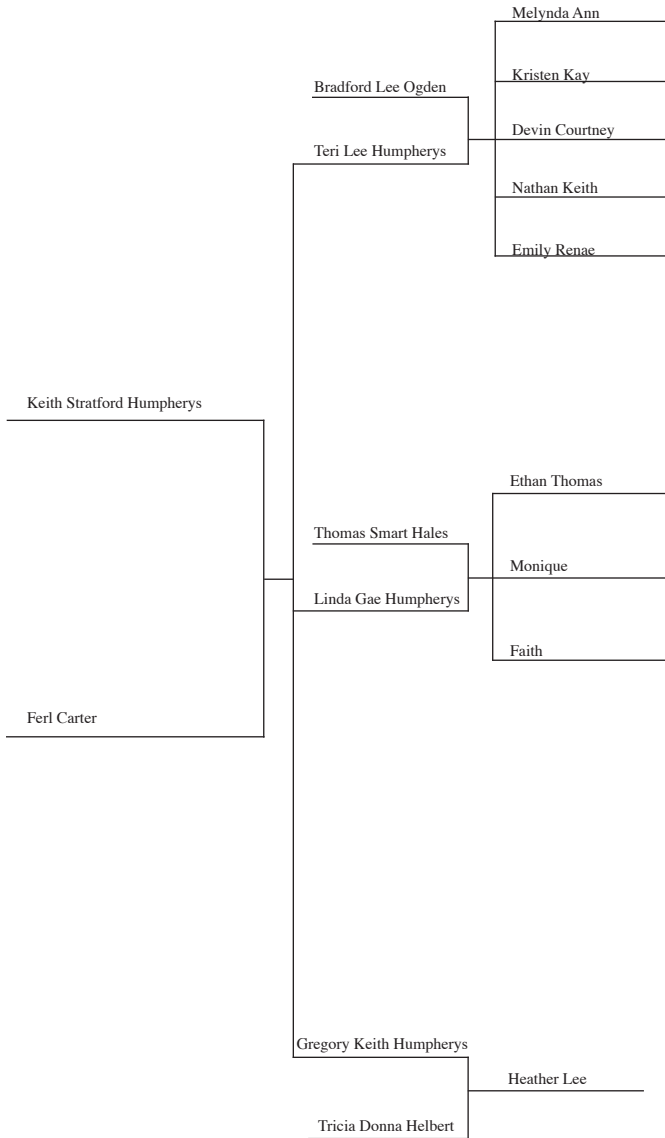 Melynda Ann
Kristen Kay
Bradford Lee Ogden
Devin Courtney
Teri Lee Humpherys
Nathan Keith
Emily Renae
Keith Stratford Humpherys
Ethan Thomas
Thomas Smart Hales
Monique
Linda Gae Humpherys
Faith
Ferl Carter
Gregory Keith Humpherys
Heather Lee
Tricia Donna Helbert